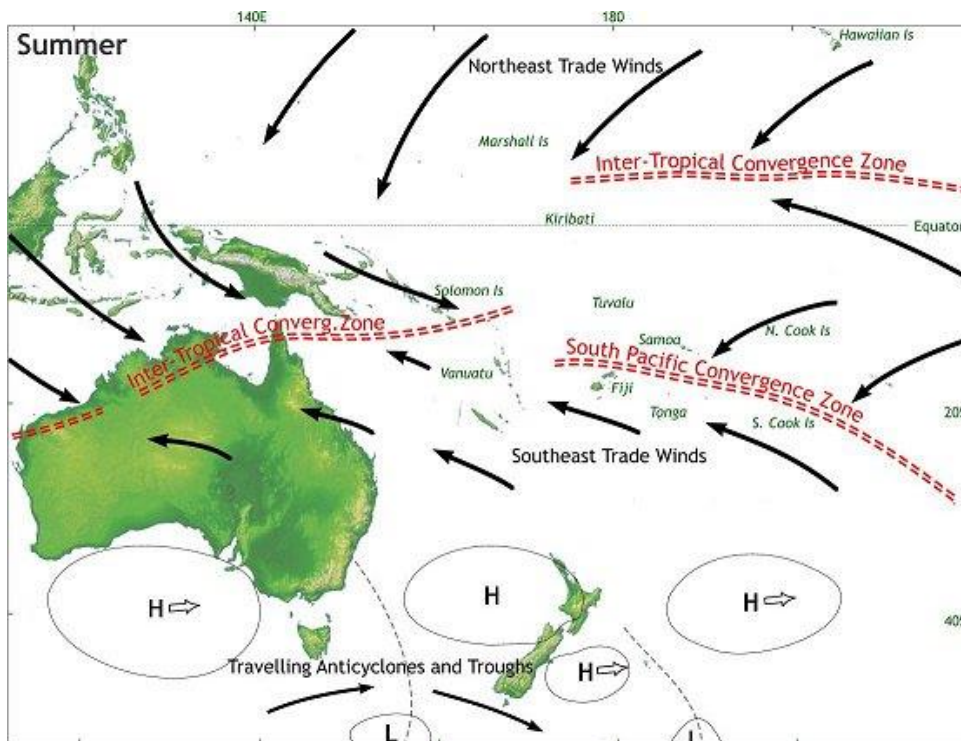 140E
180
Summer
Hawaiian Is
Northeast Trade Winds
Marshall Is
Inter-Tropical Convergence Zone
Kiribati
Equator
Solomon Is
Tuvalu
Inter-Tropical Converg.Zone
Samoa
N. Cook Is
South Pacific Convergence Zone
Vanuatu
Fiji
Tonga
S. Cook Is
20S
Southeast Trade Winds
H
H
H
40S
Travelling Anticyclones and Troughs
H
L
L